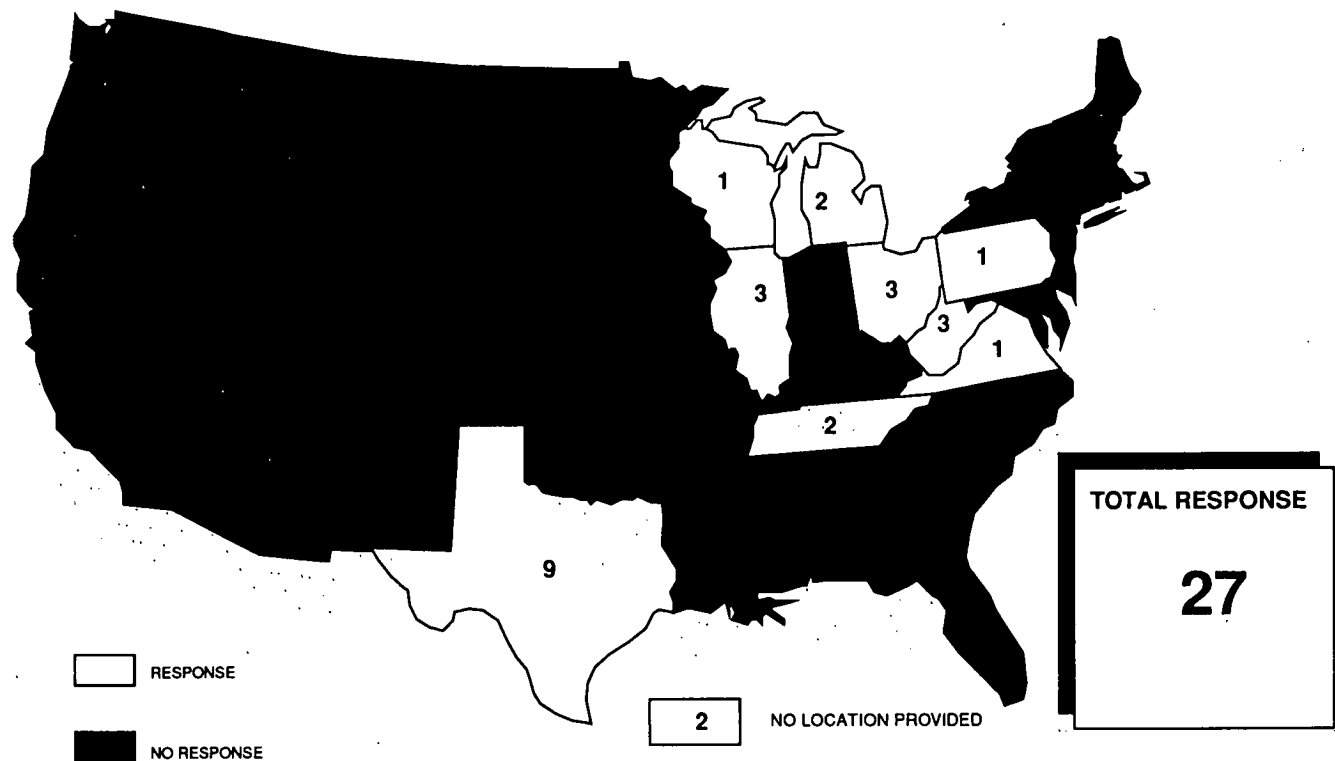 1
2
1
3
3
3
1
2
9
TOTAL RESPONSE
27
RESPONSE
2 NO LOCATION PROVIDED
NO RESPONSE